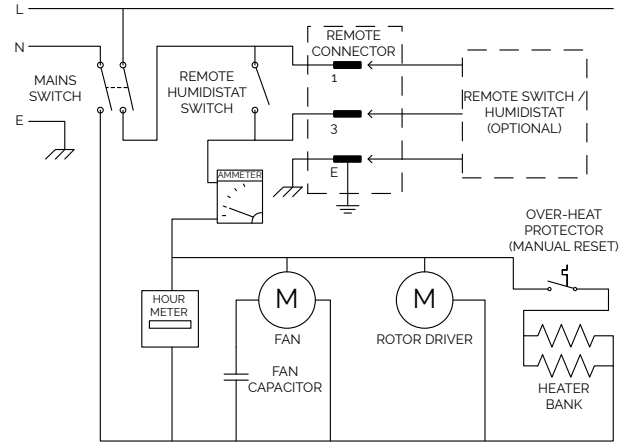 L
N
E
MAINS
SWITCH
REMOTE
HUMIDISTAT
SWITCH
REMOTE
CONNECTOR
1
3
E
REMOTE SWITCH /
HUMIDISTAT
(OPTIONAL)
AMMETER
OVER-HEAT
PROTECTOR
(MANUAL RESET)
HOUR
METER
M
FAN
FAN
CAPACITOR
M
ROTOR DRIVER
HEATER
BANK